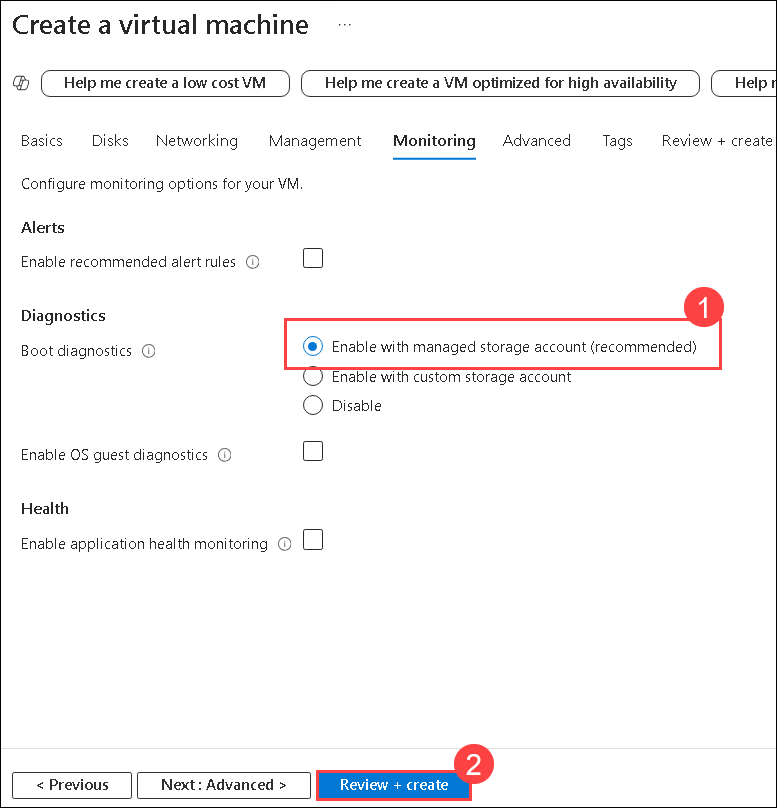 Create a virtual machine ...
Help me create a low cost VM Help me create a VM optimized for high availability Help
Basics Disks Networking Management Monitoring Advanced Tags Review + create
Configure monitoring options for your VM.
Alerts
Enable recommended alert rules
Diagnostics
1
Boot diagnostics Enable with managed storage account (recommended)
Enable with custom storage account
Disable
Enable OS guest diagnostics
Health
Enable application health monitoring
2
< Previous Next : Advanced > Review + create